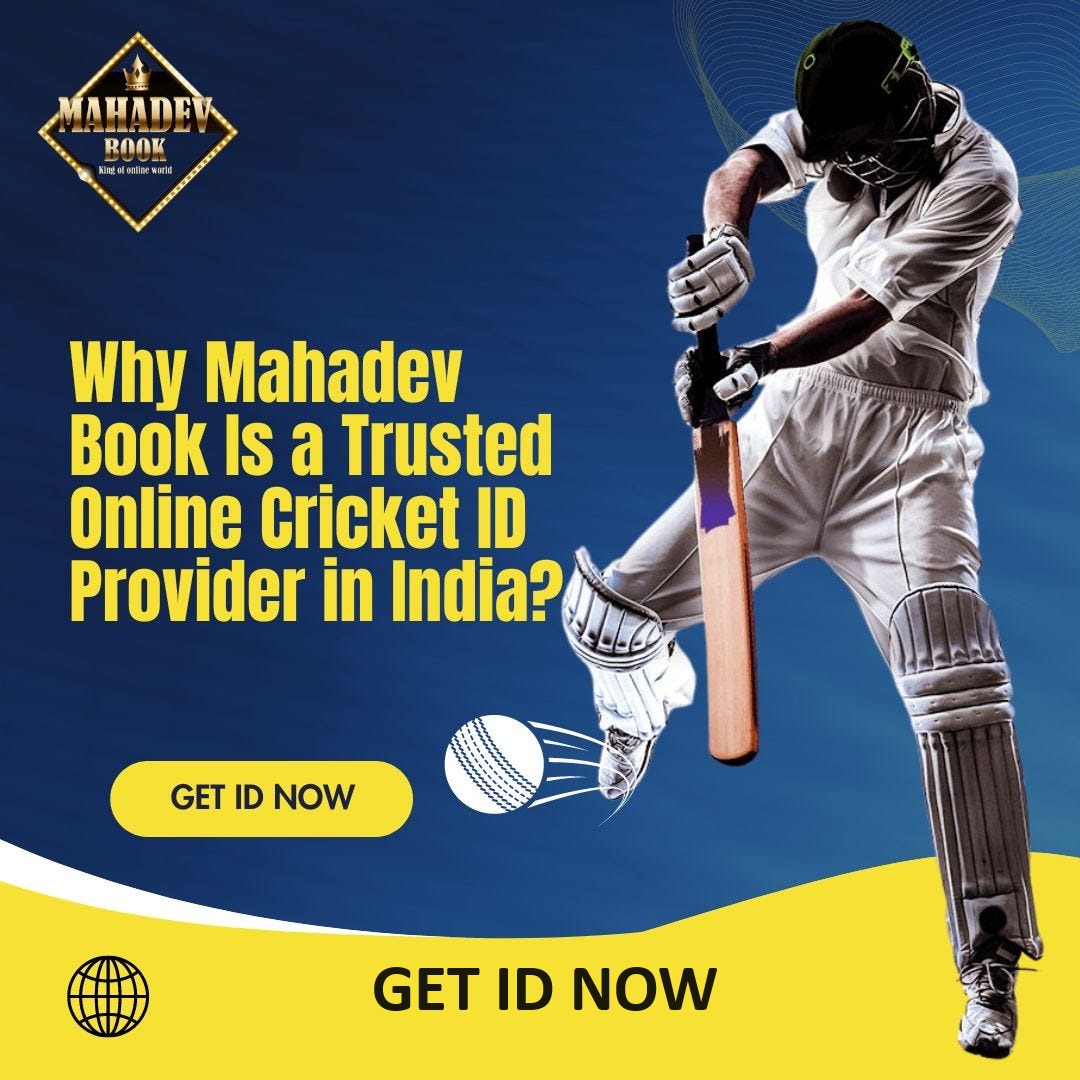 MAHADEV
BOOK
King of online world
Why Mahadev
Book Is a Trusted
Online Cricket ID
Provider in India?
GET ID NOW
GET ID NOW